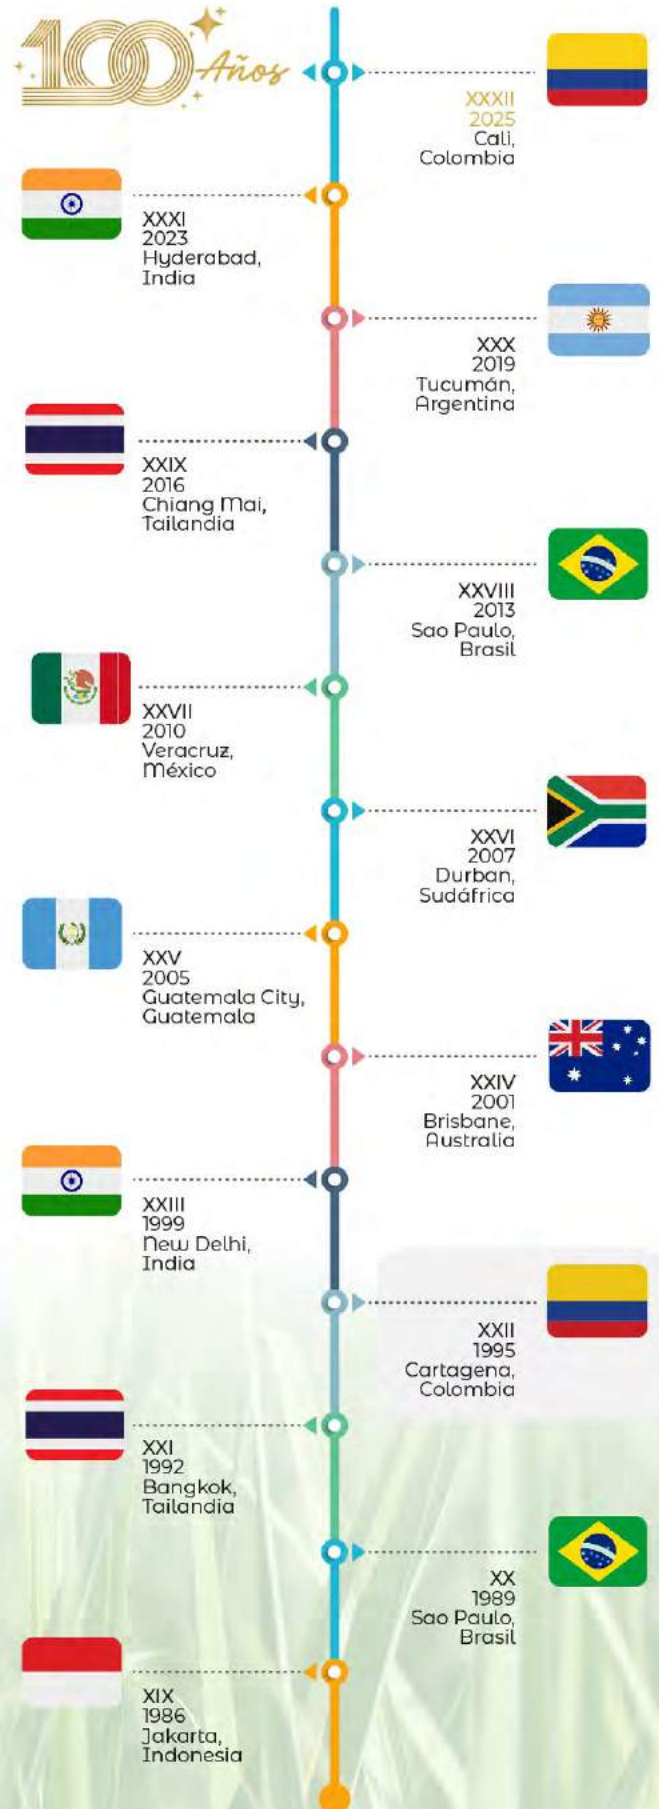 100 Años
XXXII
2025
Cali,
Colombia
XXXI
2023
Hyderabad,
India
XXX
2019
Tucumán,
Argentina
XXIX
2016
Chiang Mai,
Tailandia
XXVIII
2013
Sao Paulo,
Brasil
XXVII
2010
Veracruz,
México
XXVI
2007
Durban,
Sudáfrica
XXV
2005
Guatemala City,
Guatemala
XXIV
2001
Brisbane,
Australia
XXIII
1999
New Delhi,
India
XXII
1995
Cartagena,
Colombia
XXI
1992
Bangkok,
Tailandia
XX
1989
Sao Paulo,
Brasil
XIX
1986
Jakarta,
Indonesia